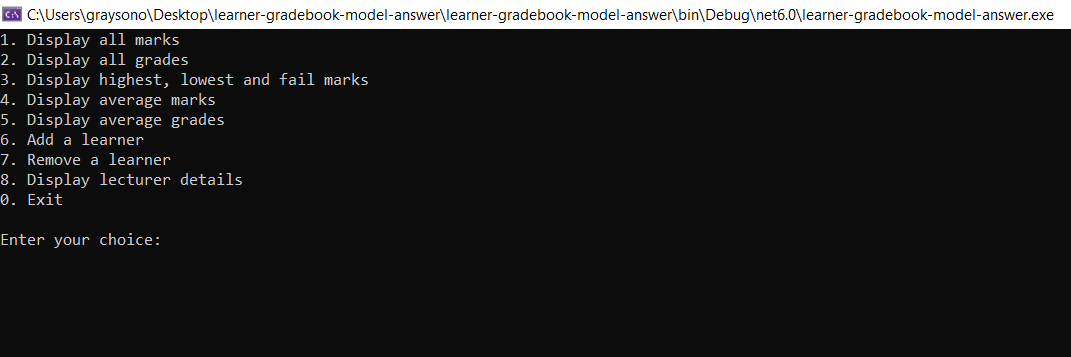 C:\Users\graysono\Desktop\learner-gradebook-model-answer\learner-gradebook-model-answer\bin\Debug\net6.0\learner-gradebook-model-answer.exe
1. Display all marks
2. Display all grades
3. Display highest, lowest and fail marks
4. Display average marks
5. Display average grades
6. Add a learner
7. Remove a learner
8. Display lecturer details
0. Exit
Enter your choice: